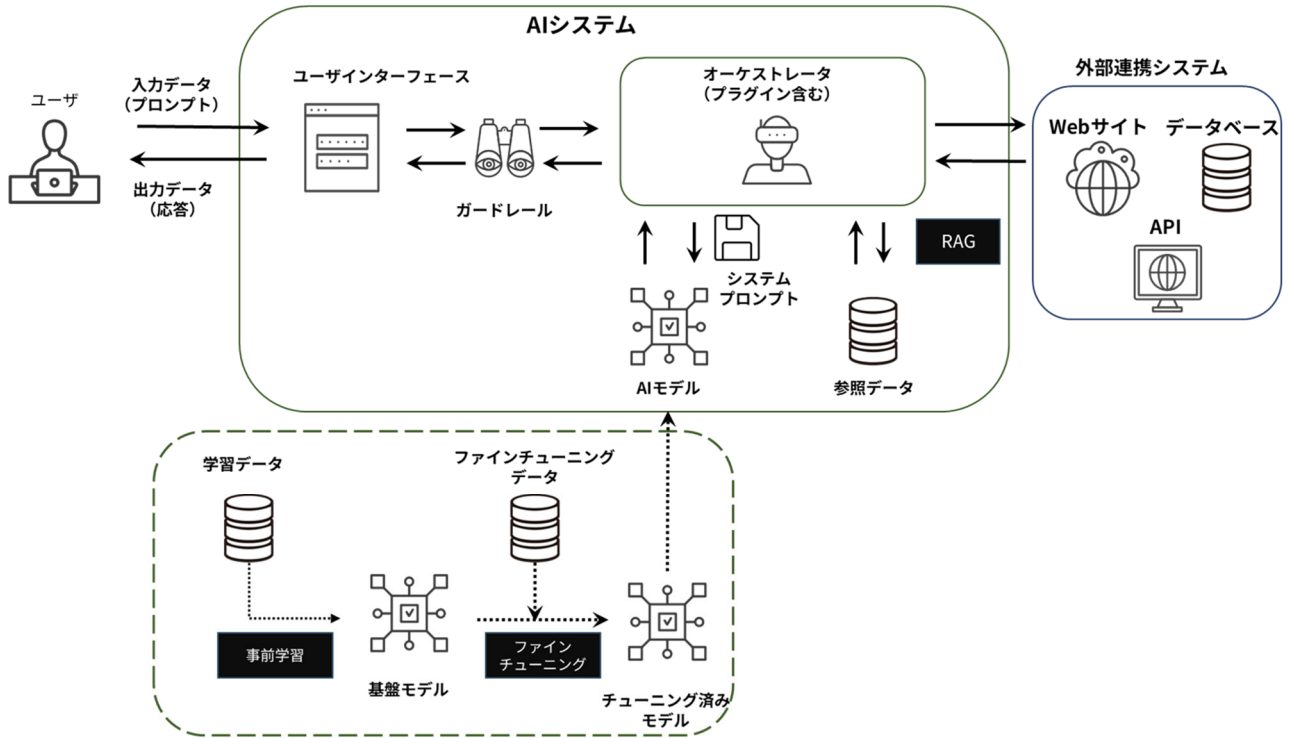 AIシステム
ユーザ
入力データ
（プロンプト）
出力データ
（応答）
ユーザインターフェース
ガードレール
オーケストレータ
（プラグイン含む）
外部連携システム
Webサイト
データベース
API
RAG
システム
プロンプト
AIモデル
参照データ
学習データ
ファインチューニング
データ
事前学習
基盤モデル
ファイン
チューニング
チューニング済み
モデル